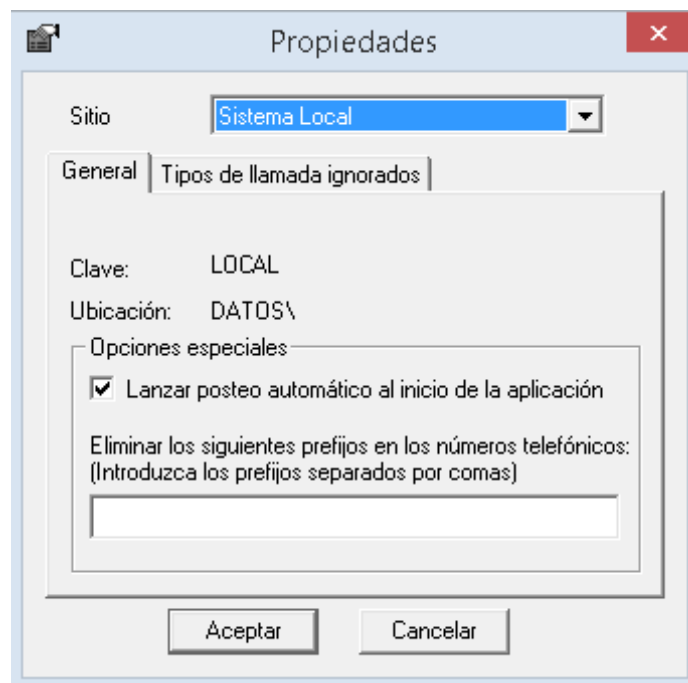 Propiedades
Sitio Sistema Local
General Tipos de llamada ignorados
Clave: LOCAL
Ubicación: DATOS\
Opciones especiales
Lanzar posteo automático al inicio de la aplicación
Eliminar los siguientes prefijos en los números telefónicos:
(Introduzca los prefijos separados por comas)
Aceptar Cancelar